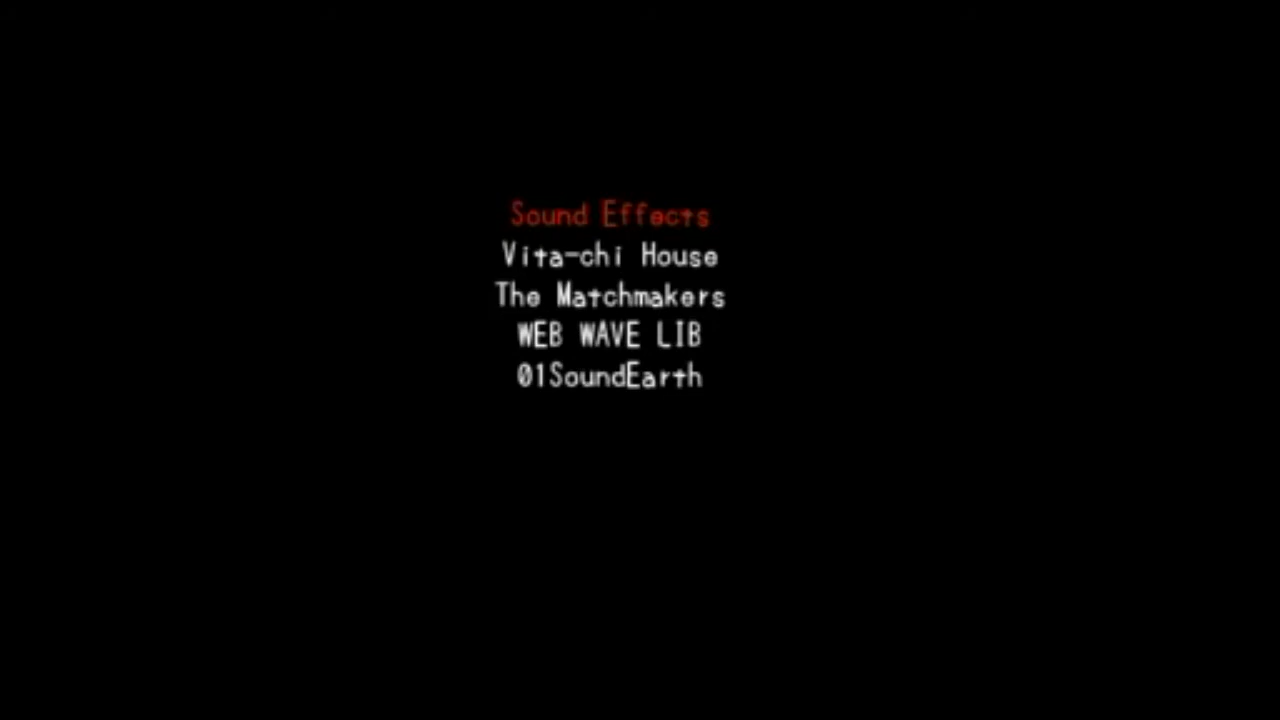 Sound Effects
Vita-chi House
The Matchmakers
WEB WAVE LIB
01SoundEarth